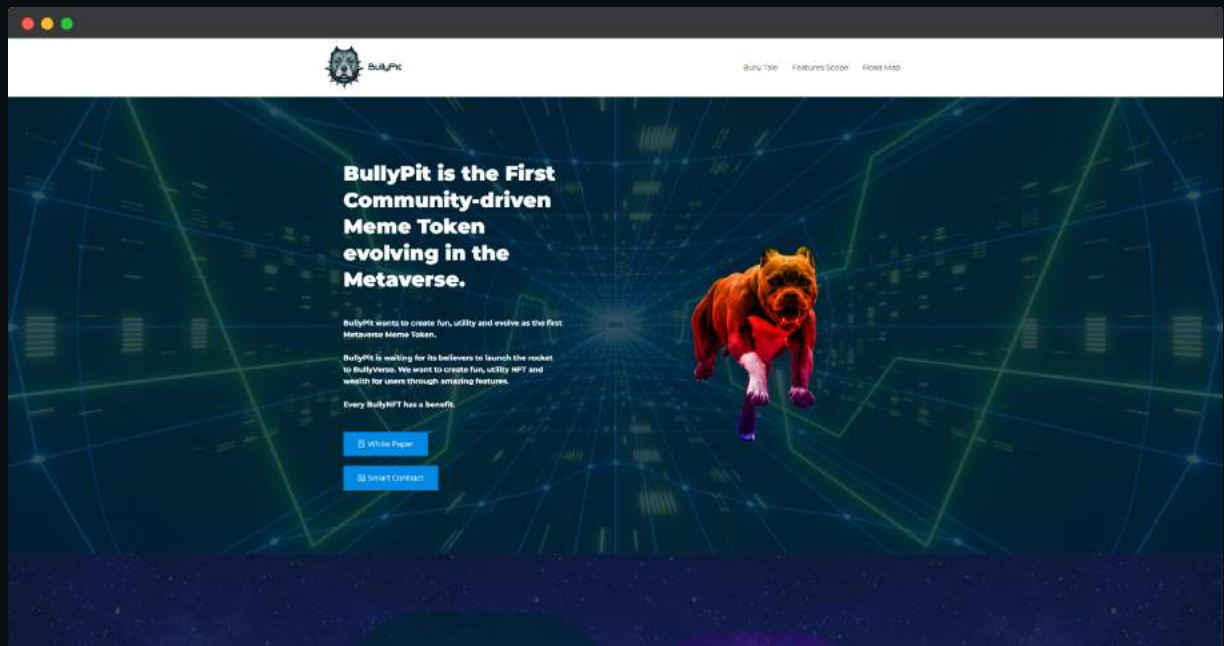 BullyPit
Bully Tale Features Scope Road Map
BullyPit is the First
Community-driven
Meme Token
evolving in the
Metaverse.
BullyPit wants to create fun, utility and evolve as the first
Metaverse Meme Token.
BullyPit is waiting for its believers to launch the rocket
to BullyVerse. We want to create fun, utility NFT and
wealth for users through amazing features.
Every BullyNFT has a benefit.
White Paper
Smart Contract